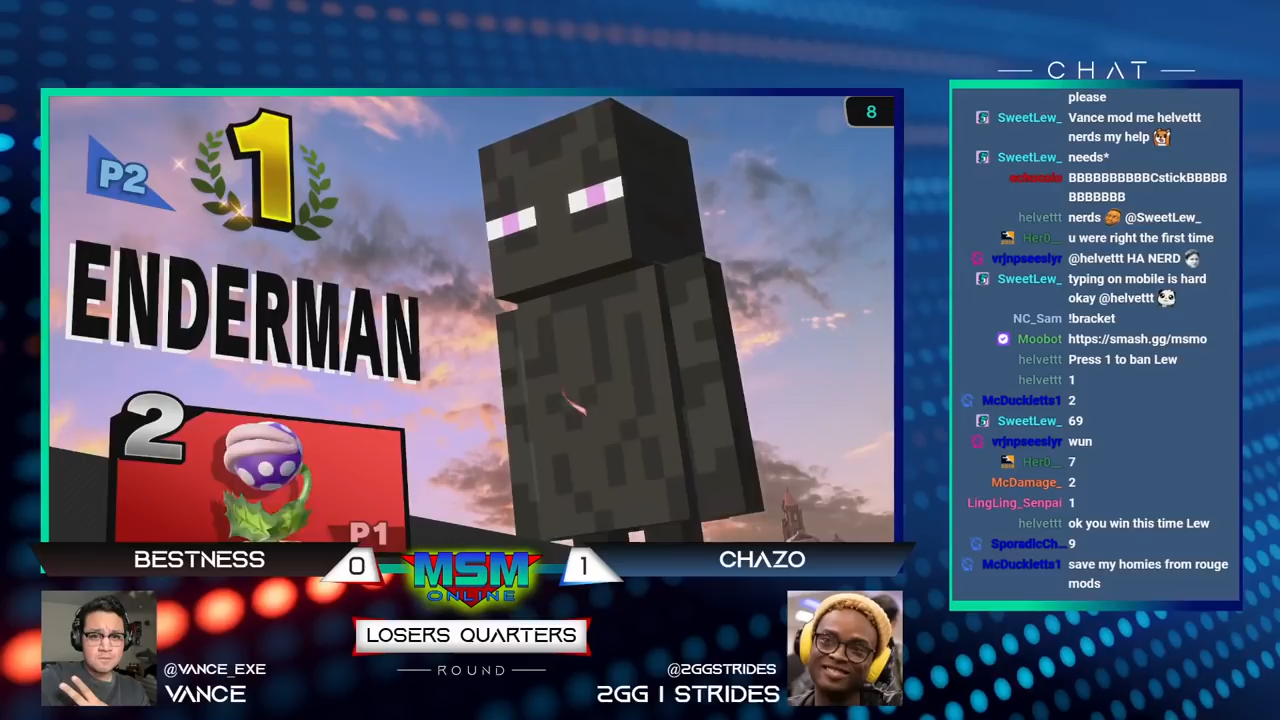 CHAT
8
P2
1
ENDERMAN
2
P1
please
SweetLew_ Vance mod me helvettt
nerds my help
SweetLew_ needs*
BBBBBBBBBBCstickBBBBB
BBBBBBB
helvettt nerds @SweetLew_
Her0__ u were right the first time
vrjnpseeslyr @helvettt HA NERD
SweetLew_ typing on mobile is hard
okay @helvettt
NC_Sam !bracket
Moobot https://smash.gg/msmo
helvettt Press 1 to ban Lew
helvettt 1
McDuckletts1 2
SweetLew_ 69
vrjnpseeslyr wun
Her0__ 7
McDamage_ 2
LingLing_Senpai 1
helvettt ok you win this time Lew
SporadicCh... 9
McDuckletts1 save my homies from rouge
mods
BESTNESS 0 MSM 1 CHAZO
ONLINE
LOSERS QUARTERS
ROUND
@VANCE_EXE
VANCE
@2GGSTRIDES
2GG | STRIDES